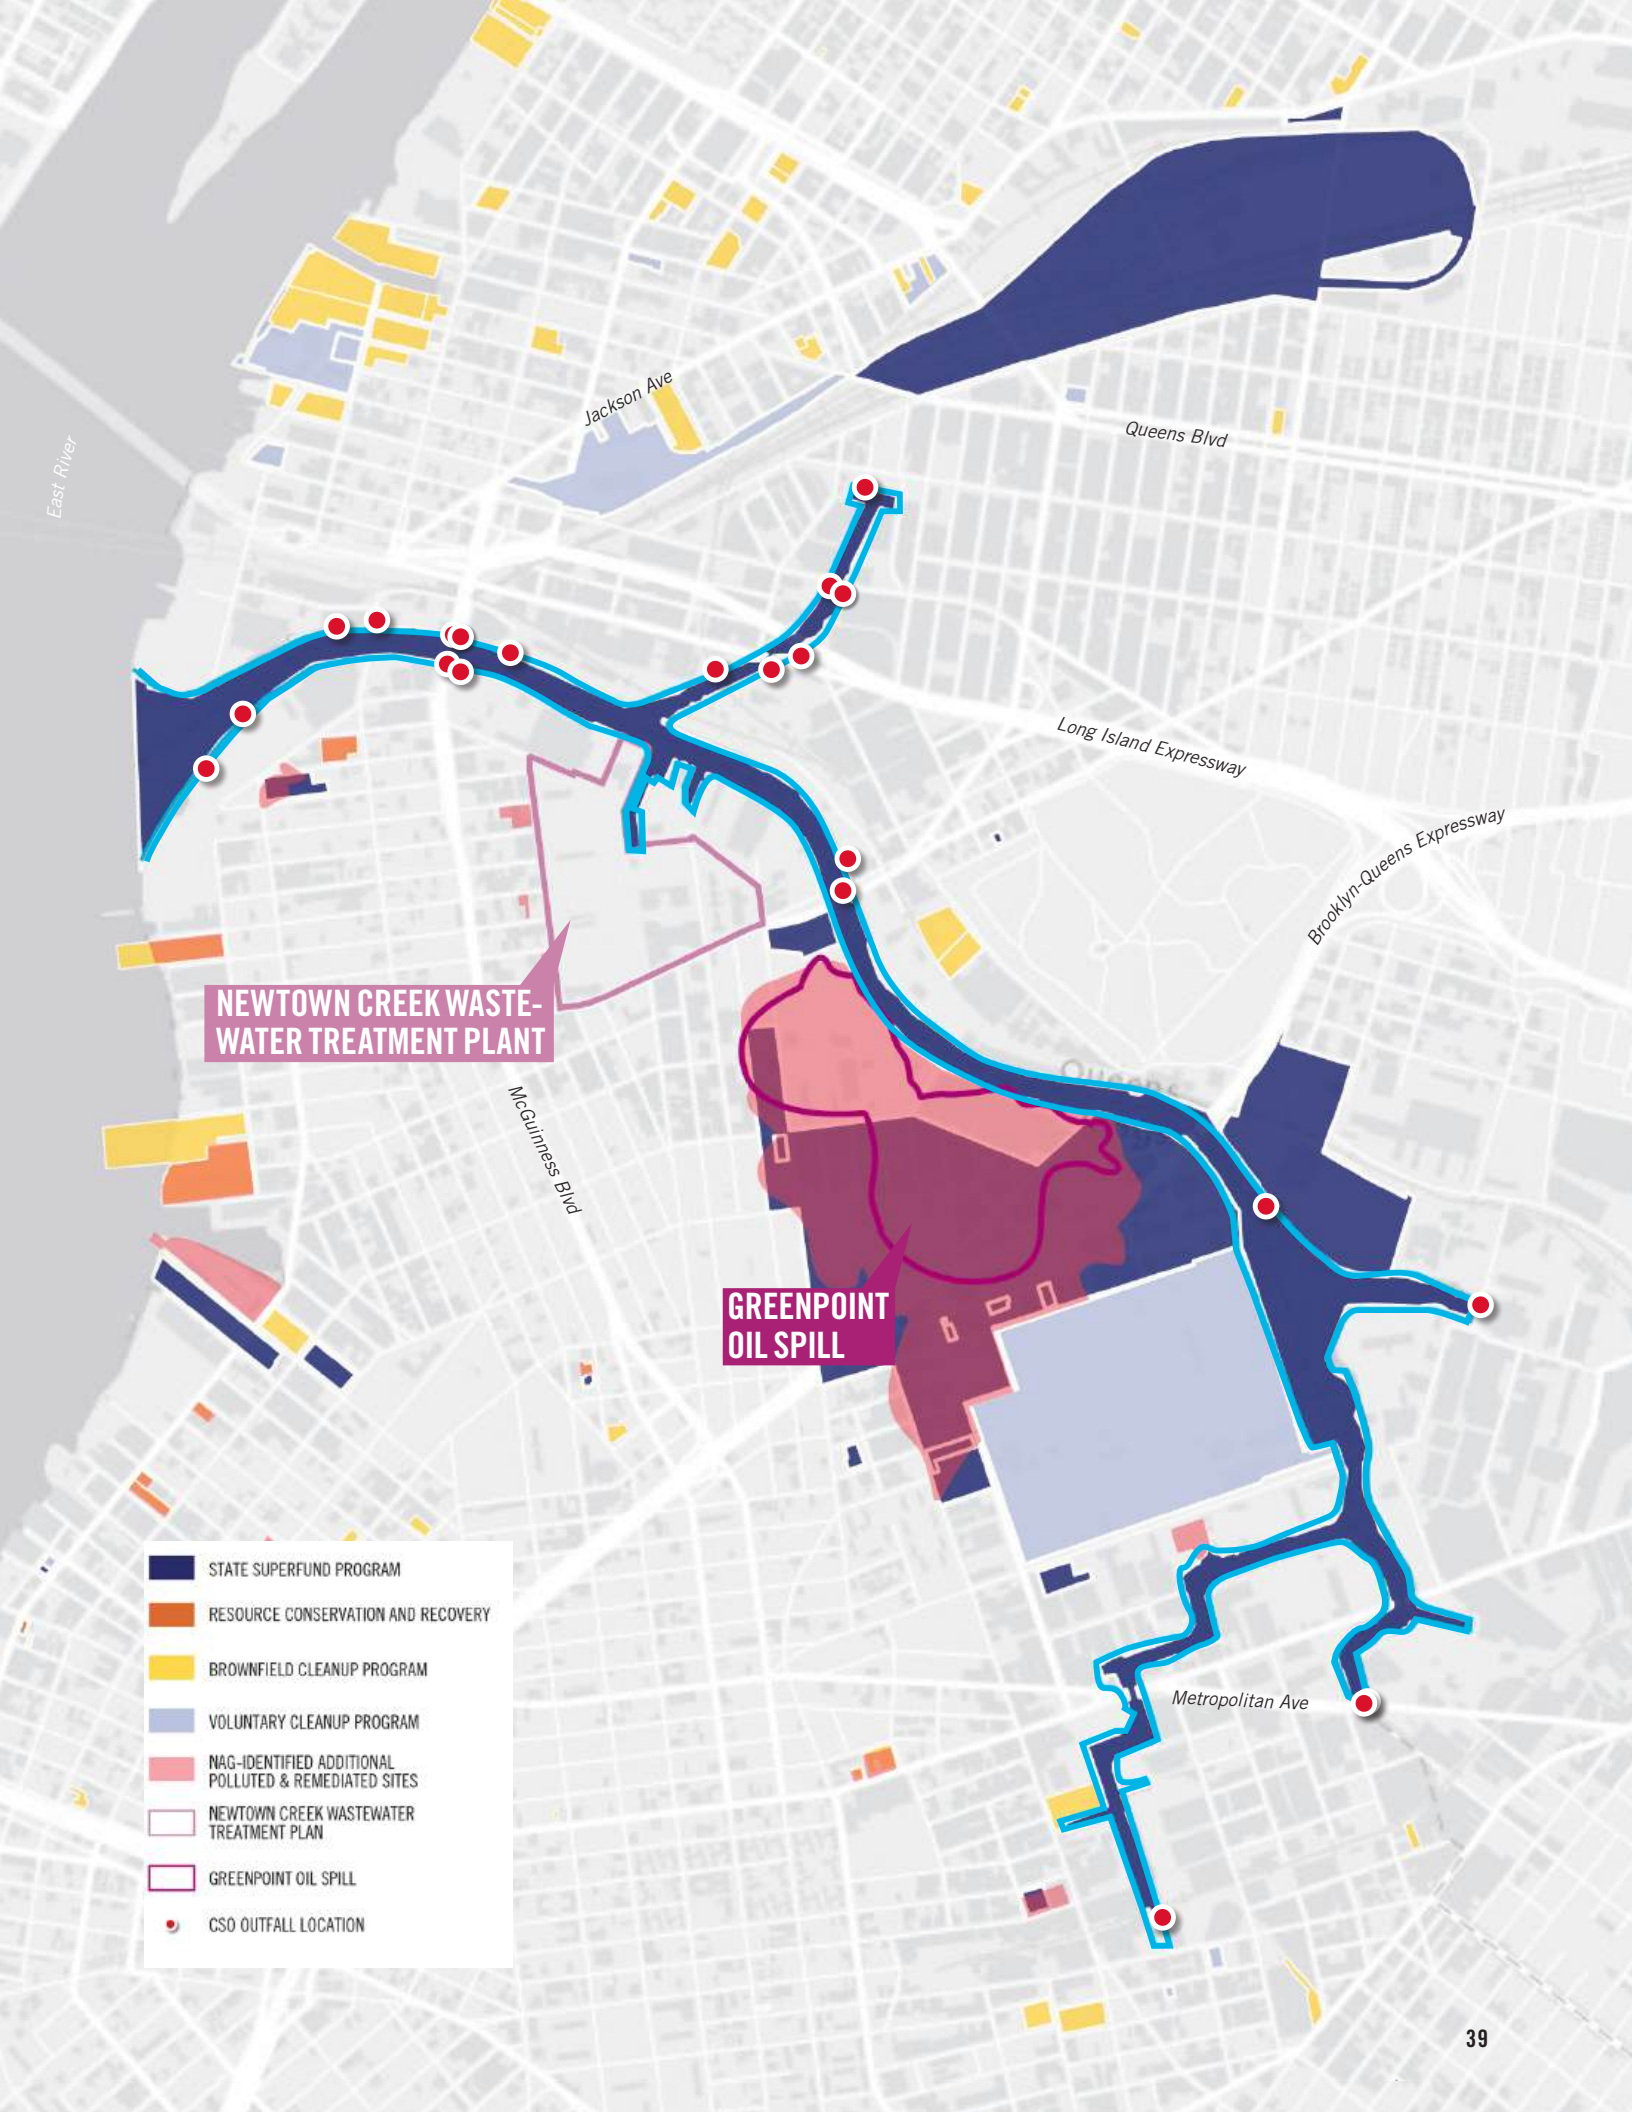 Jackson Ave
Queens Blvd
East River
Long Island Expressway
Brooklyn-Queens Expressway
NEWTOWN CREEK WASTE-
WATER TREATMENT PLANT
Queens
McGuinness Blvd
GREENPOINT
OIL SPILL
STATE SUPERFUND PROGRAM
RESOURCE CONSERVATION AND RECOVERY
BROWNFIELD CLEANUP PROGRAM
VOLUNTARY CLEANUP PROGRAM
NAG-IDENTIFIED ADDITIONAL
POLLUTED & REMEDIATED SITES
NEWTOWN CREEK WASTEWATER
TREATMENT PLAN
GREENPOINT OIL SPILL
CSO OUTFALL LOCATION
Metropolitan Ave
39